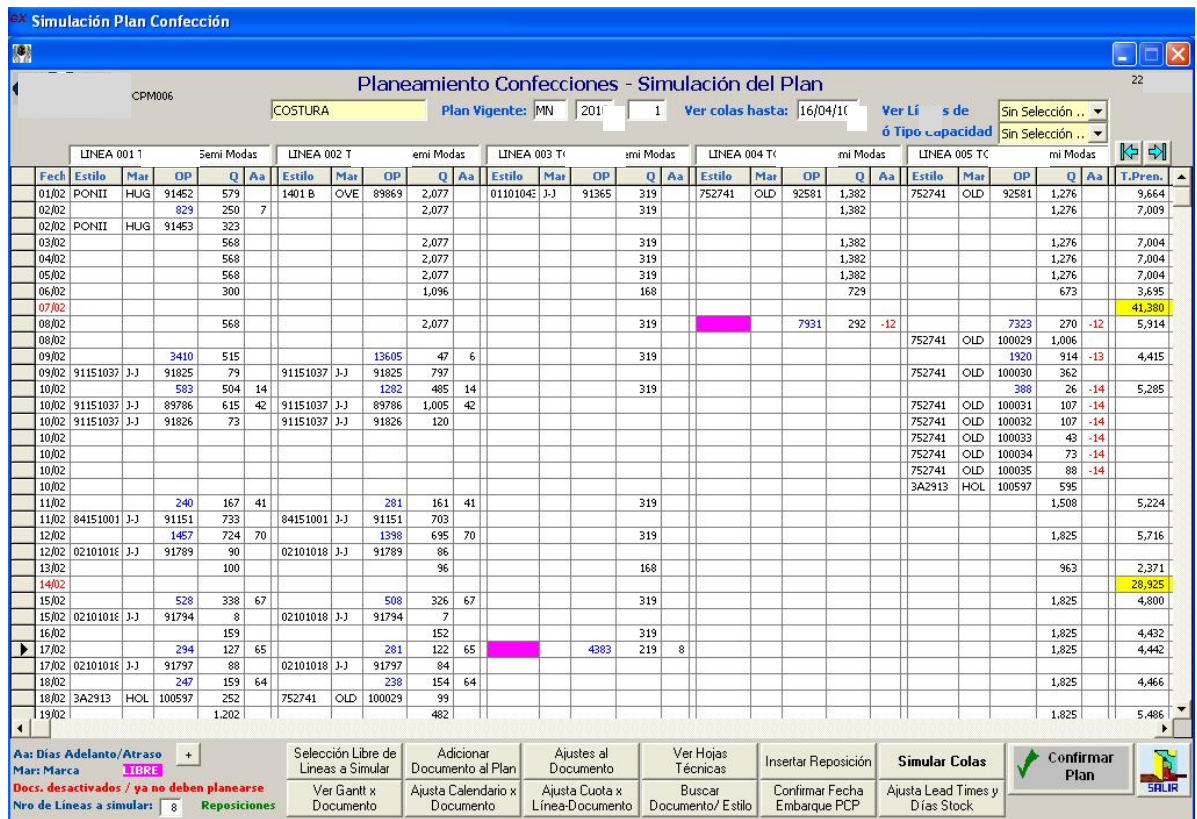 Simulación Plan Confección
Planeamiento Confecciones - Simulación del Plan 22
CPM006
COSTURA Plan Vigente: MN 1 Ver colas hasta: 16/04/10 Ver s de Sin Selección ..
ó Tipo Capacidad Sin Selección ..
LINEA 001 Semi Modas LINEA 002 T emi Modas LINEA 003 emi Modas LINEA 004 mi Modas LINEA 005 mi Modas
Fech Estilo Mar OP Q Aa Estilo Mar OP Q Aa Estilo Mar OP Q Aa Estilo Mar OP Q Aa Estilo Mar OP Q Aa T.Pren.
01/02 PONII HUG 91452 579 1401 B OVE 89869 2,077 0110104 J-J 91365 319 752741 OLD 92581 1,382 752741 OLD 92581 1,276 9,664
02/02 829 250 7 2,077 319 1,382 1,276 7,009
02/02 PONII HUG 91453 323
03/02 568 2,077 319 1,382 1,276 7,004
04/02 568 2,077 319 1,382 1,276 7,004
05/02 568 2,077 319 1,382 1,276 7,004
06/02 300 1,096 168 729 673 3,695
07/02 41,380
08/02 568 2,077 319 7931 292 -12 7323 270 -12 5,914
08/02 752741 OLD 100029 1,006
09/02 3410 515 13605 47 6 319 1920 914 -13 4,415
09/02 91151037 J-J 91825 79 91151037 J-J 91825 797 752741 OLD 100030 362
10/02 583 504 14 1282 485 14 319 388 26 -14 5,285
10/02 91151037 J-J 89786 615 42 91151037 J-J 89786 1,005 42 752741 OLD 100031 107 -14
10/02 91151037 J-J 91826 73 91151037 J-J 91826 120 752741 OLD 100032 107 -14
10/02 752741 OLD 100033 43 -14
10/02 752741 OLD 100034 73 -14
10/02 752741 OLD 100035 88 -14
10/02 3A2913 HOL 100597 595
11/02 240 167 41 281 161 41 319 1,508 5,224
11/02 84151001 J-J 91151 733 84151001 J-J 91151 703
12/02 1457 724 70 1398 695 70 319 1,825 5,716
12/02 02101018 J-J 91789 90 02101018 J-J 91789 86
13/02 100 96 168 963 2,371
14/02 28,925
15/02 528 338 67 508 326 67 319 1,825 4,800
15/02 02101018 J-J 91794 8 02101018 J-J 91794 7
16/02 159 152 319 1,825 4,432
17/02 294 127 65 281 122 65 4383 219 8 1,825 4,442
17/02 02101018 J-J 91797 88 02101018 J-J 91797 84
18/02 247 159 64 238 154 64 1,825 4,466
18/02 3A2913 HOL 100597 252 752741 OLD 100029 99
19/02 1,202 482 1,825 5,486
Aa: Días Adelanto/Atraso +
Mar: Marca LIBRE
Docs. desactivados / ya no deben planearse
Nro de Líneas a simular: 8 Reposiciones
Selección Libre de Lineas a Simular
Adicionar Documento al Plan
Ajustes al Documento
Ver Hojas Técnicas
Insertar Reposición
Simular Colas
Confirmar Plan
SALIR
Ver Gantt x Documento
Ajusta Calendario x Documento
Ajusta Cuota x Línea-Documento
Buscar Documento/ Estilo
Confirmar Fecha Embarque PCP
Ajusta Lead Times y Días Stock